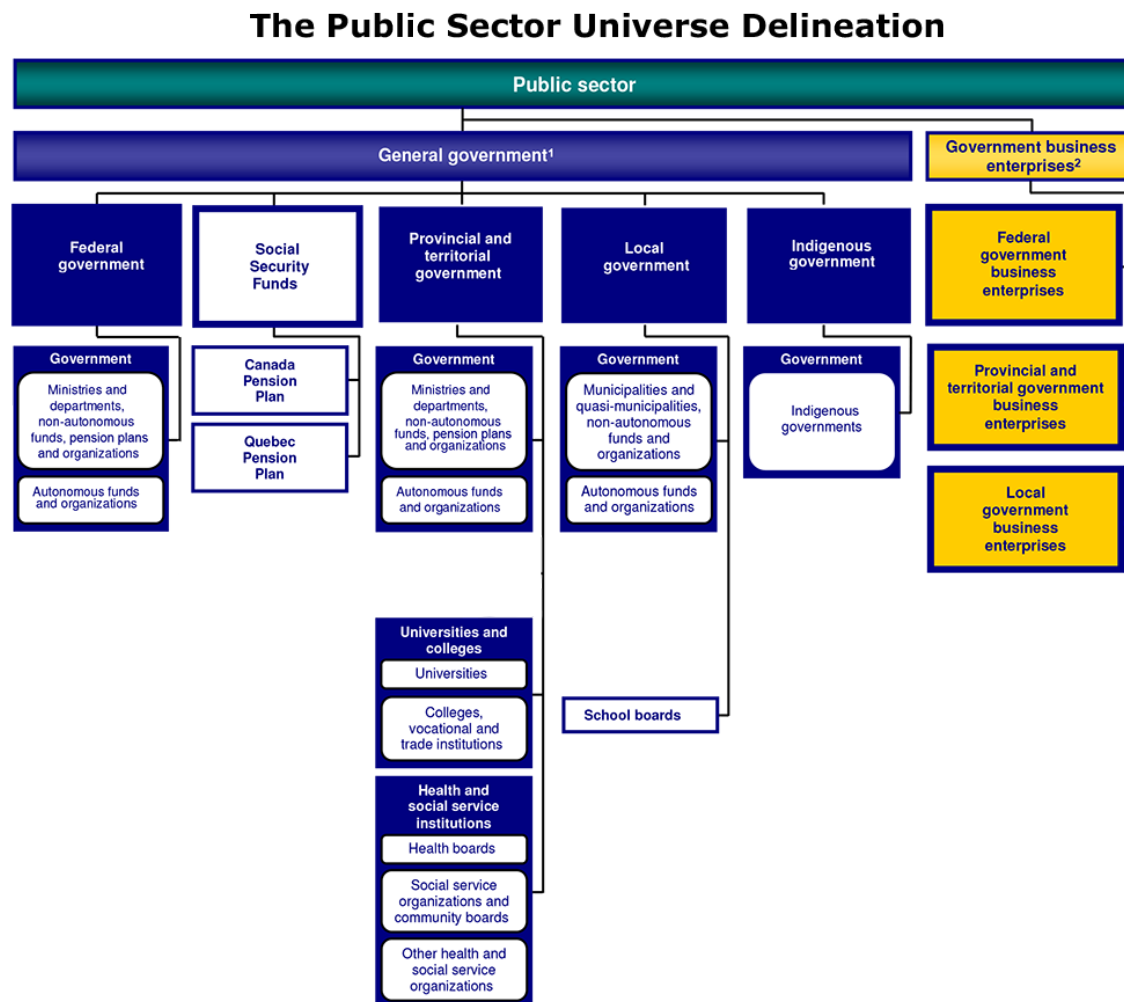 The Public Sector Universe Delineation
Public sector
General government¹
Government business
enterprises²
Federal
government
Social
Security
Funds
Provincial and
territorial
government
Local
government
Indigenous
government
Federal
government
business
enterprises
Government
Ministries and
departments,
non-autonomous
funds, pension plans
and organizations
Autonomous funds
and organizations
Canada
Pension
Plan
Quebec
Pension
Plan
Government
Ministries and
departments,
non-autonomous
funds, pension plans
and organizations
Autonomous funds
and organizations
Government
Municipalities and
quasi-municipalities,
non-autonomous
funds and
organizations
Autonomous funds
and organizations
Government
Indigenous
governments
Provincial and
territorial government
business
enterprises
Local
government
business
enterprises
Universities and
colleges
Universities
Colleges,
vocational and
trade institutions
School boards
Health and
social service
institutions
Health boards
Social service
organizations and
community boards
Other health and
social service
organizations